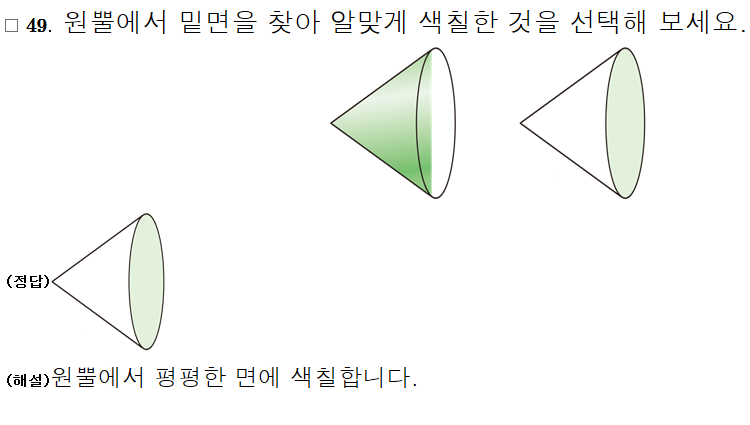 □ 49. 원뿔에서 밑면을 찾아 알맞게 색칠한 것을 선택해 보세요.
(정답)
(해설)원뿔에서 평평한 면에 색칠합니다.